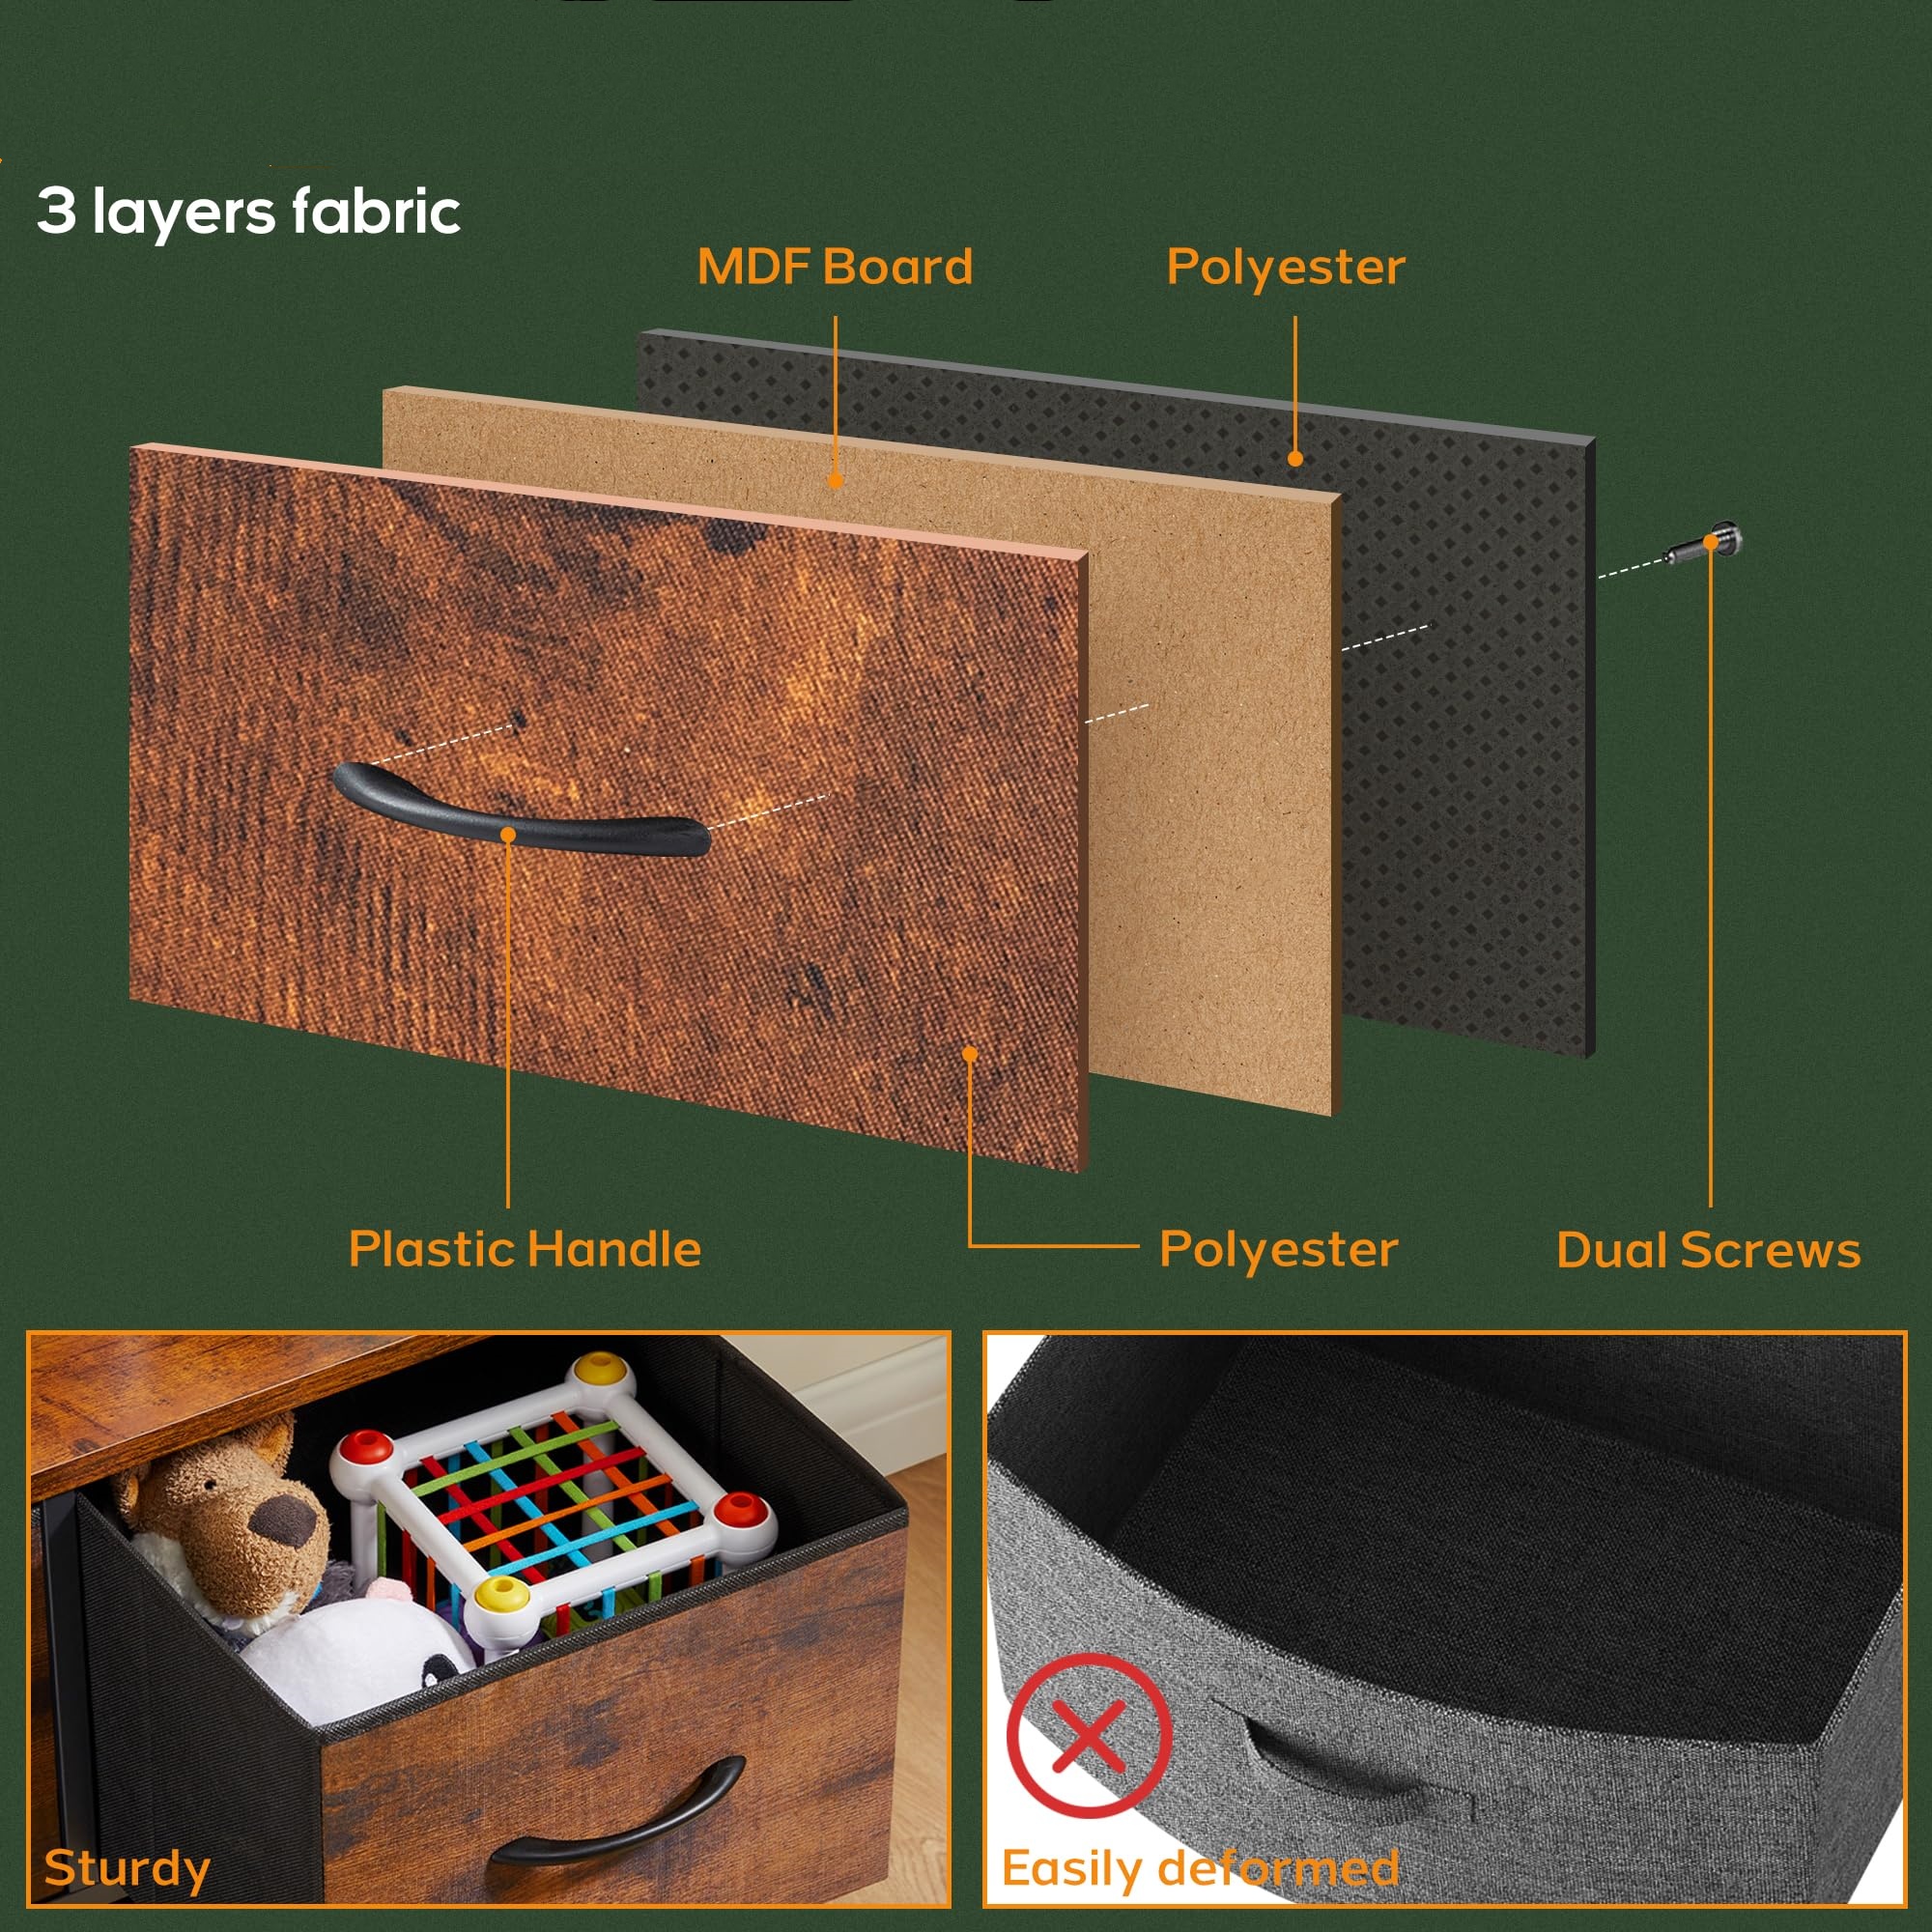 3 layers fabric
MDF Board
Polyester
Plastic Handle
Polyester
Dual Screws
Sturdy
Easily deformed